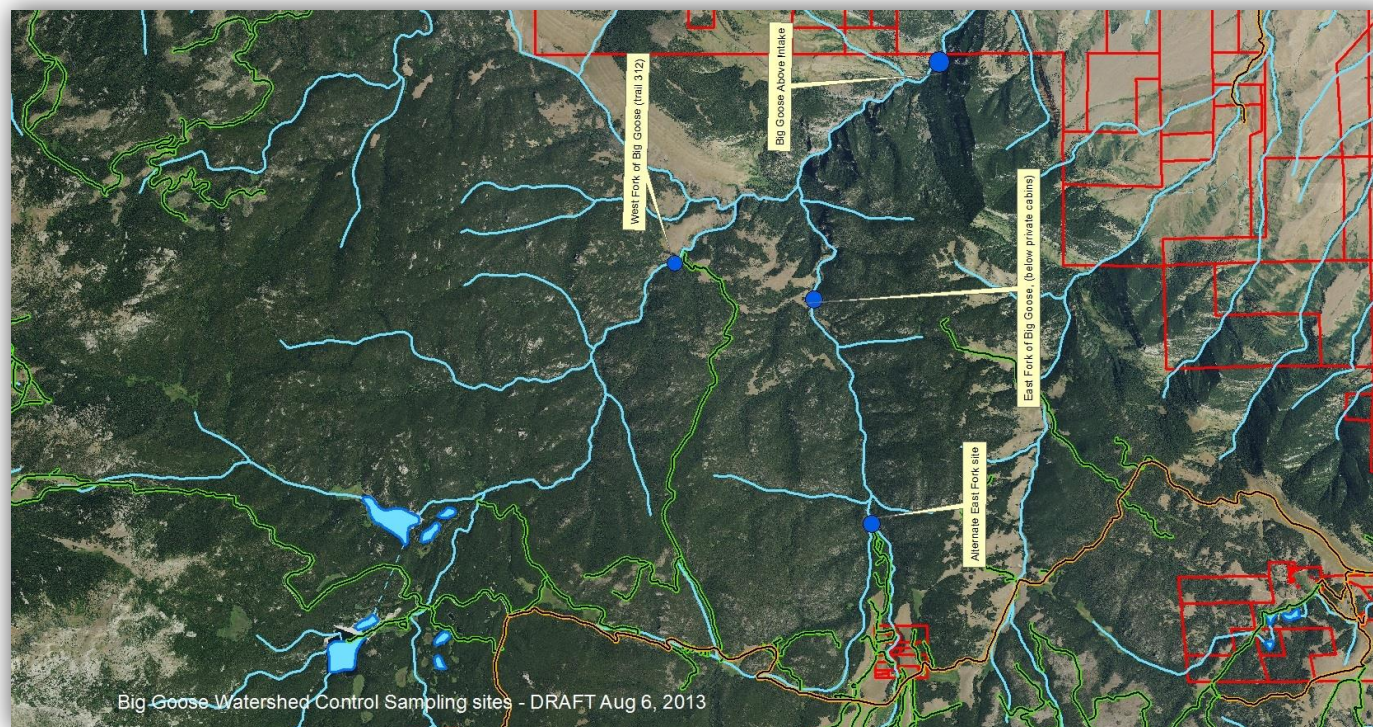 West Fork of Big Goose (trail 312)
Big Goose Above Intake
East Fork of Big Goose, (below private cabins)
Alternate East Fork site
Big Goose Watershed Control Sampling sites - DRAFT Aug 6, 2013